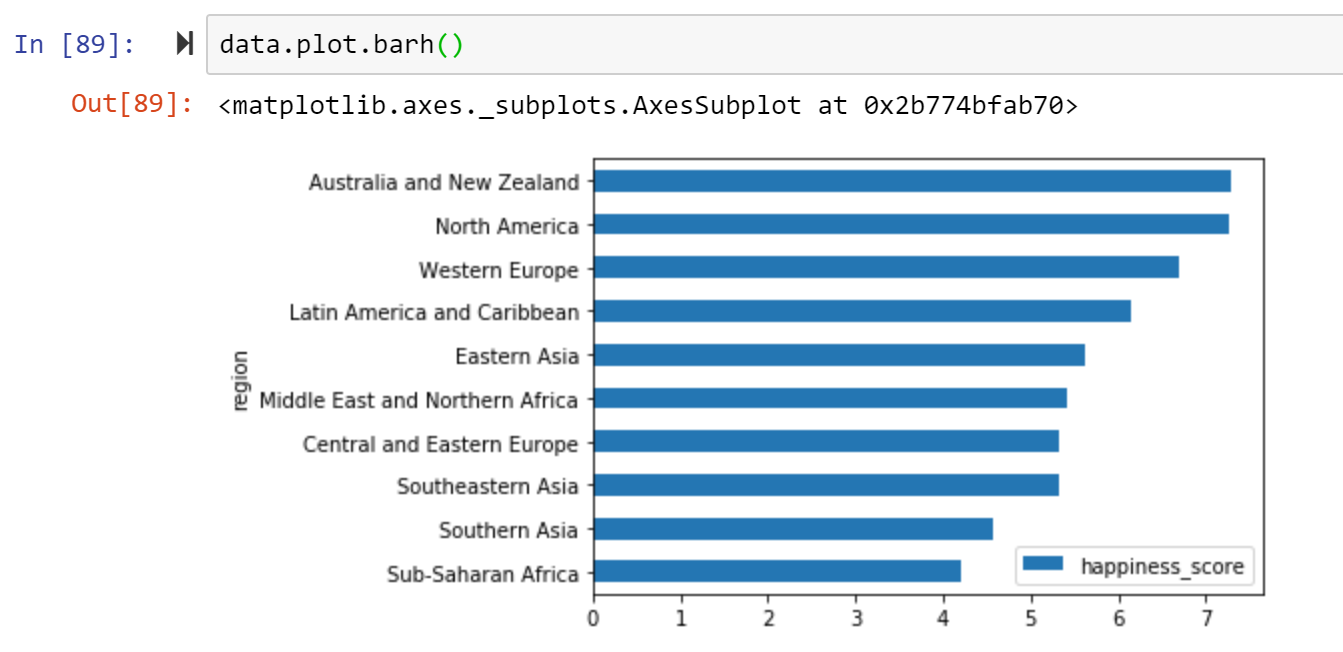 In [89]: data.plot.barh()
Out[89]: <matplotlib.axes._subplots.AxesSubplot at 0x2b774bfab70>
Australia and New Zealand
North America
Western Europe
Latin America and Caribbean
Eastern Asia
region
Middle East and Northern Africa
Central and Eastern Europe
Southeastern Asia
Southern Asia
Sub-Saharan Africa
happiness_score
0 1 2 3 4 5 6 7